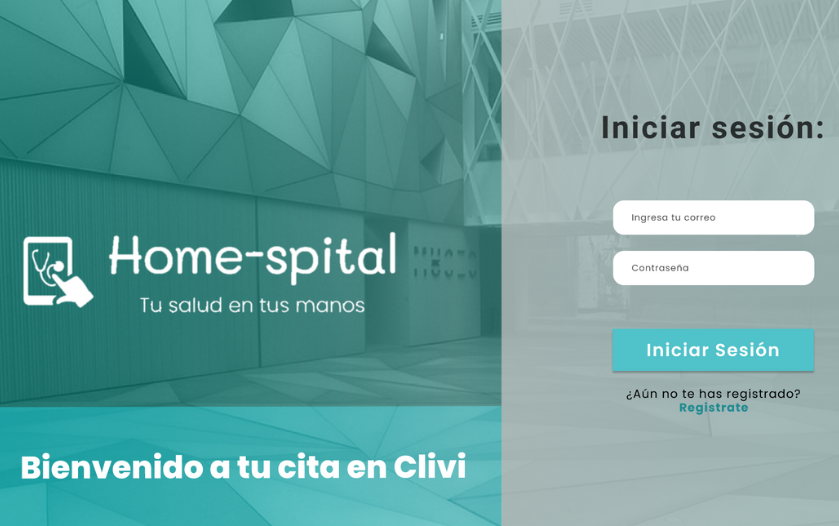 Iniciar sesión:
Ingresa tu correo
Home-spital
MUSEO
Contraseña
Tu salud en tus manos
Iniciar Sesión
¿Aún no te has registrado?
Registrate
Bienvenido a tu cita en Clivi